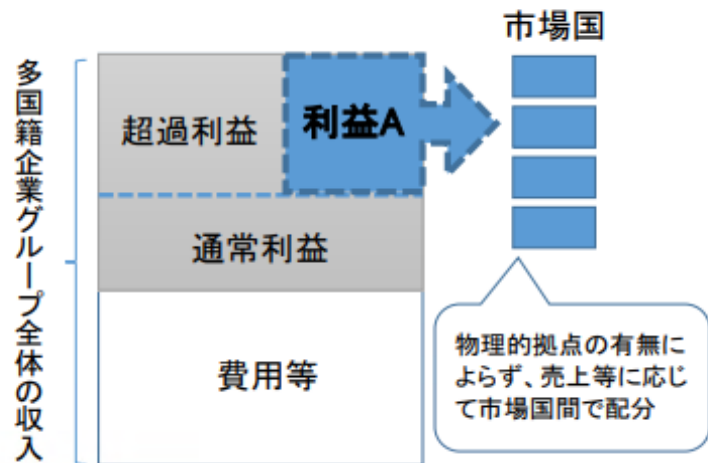 市場国
多国籍企業グループ全体の収入
超過利益
利益A
通常利益
費用等
物理的拠点の有無に
よらず、売上等に応じ
て市場国間で配分